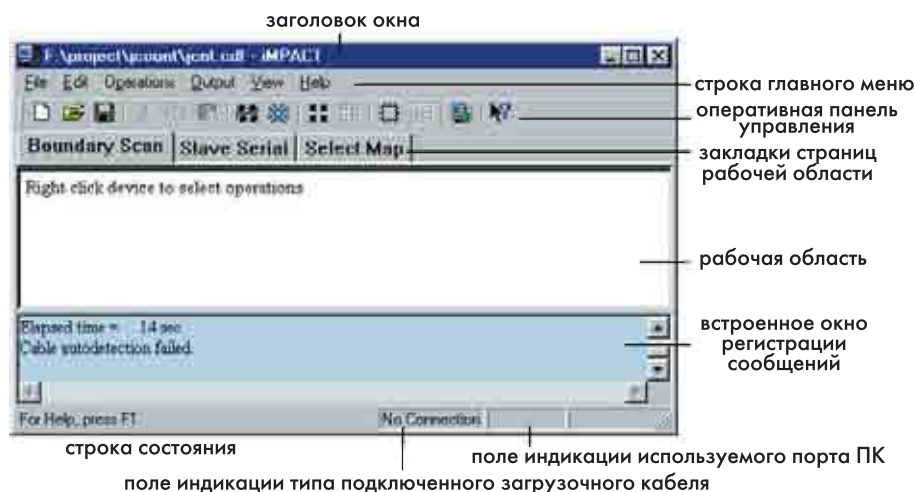 заголовок окна
F:\project\jcount\jcnt.cdf - iMPACT
File Edit Operations Output View Help
строка главного меню
оперативная панель
управления
Boundary Scan Slave Serial Select Map
закладки страниц
рабочей области
Right click device to select operations
рабочая область
Elapsed time = 14 sec
Cable autodetection failed.
встроенное окно
регистрации
сообщений
For Help, press F1
No Connection
строка состояния
поле индикации используемого порта ПК
поле индикации типа подключенного загрузочного кабеля